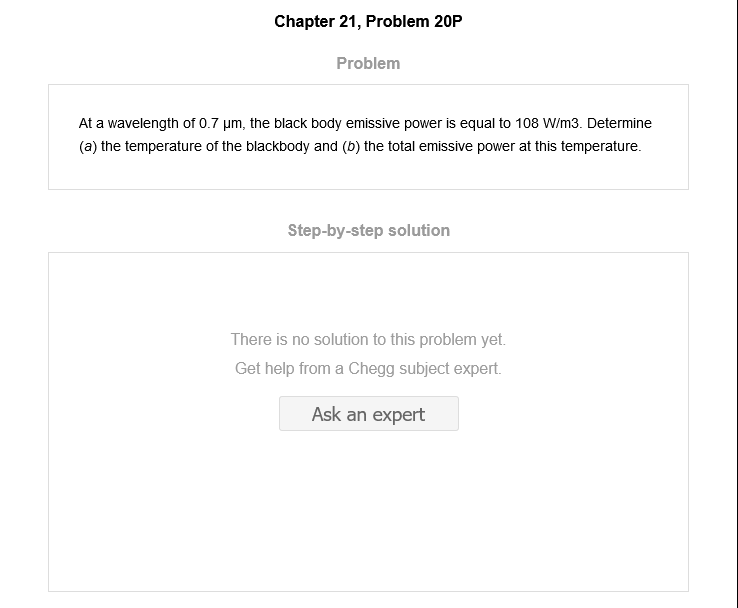 Chapter 21, Problem 20P
Problem
At a wavelength of 0.7 μm, the black body emissive power is equal to 108 W/m3. Determine
(a) the temperature of the blackbody and (b) the total emissive power at this temperature.
Step-by-step solution
There is no solution to this problem yet.
Get help from a Chegg subject expert.
Ask an expert